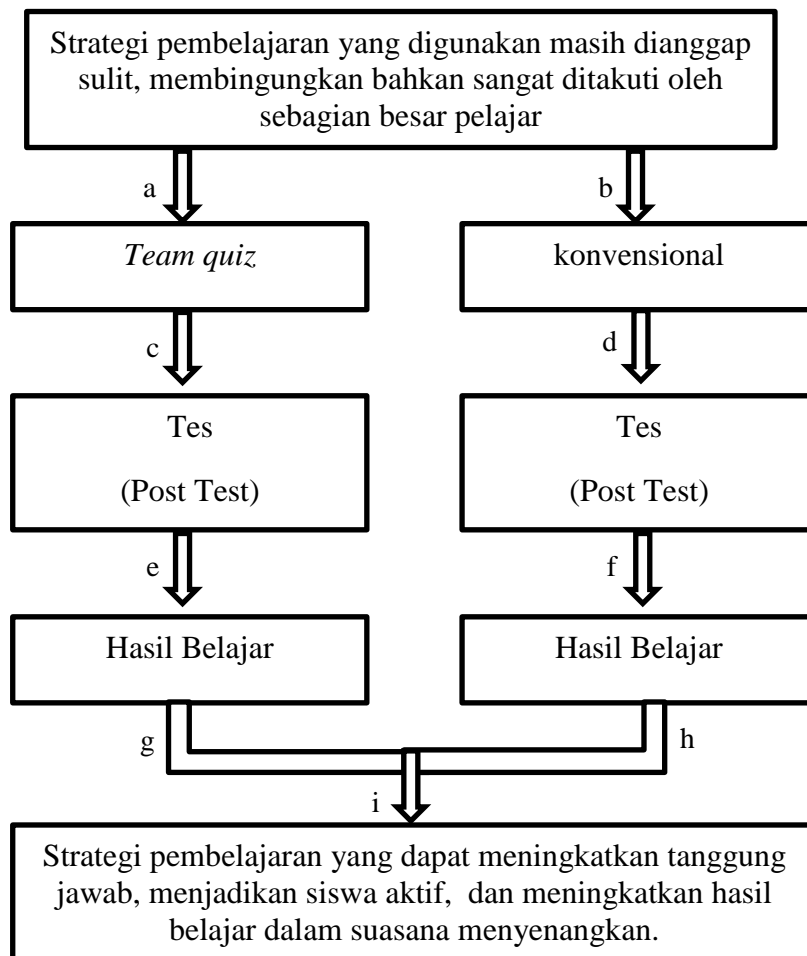 Strategi pembelajaran yang digunakan masih dianggap
sulit, membingungkan bahkan sangat ditakuti oleh
sebagian besar pelajar
a
b
Team quiz
konvensional
c
d
Tes
(Post Test)
Tes
(Post Test)
e
f
Hasil Belajar
Hasil Belajar
g
h
i
Strategi pembelajaran yang dapat meningkatkan tanggung
jawab, menjadikan siswa aktif, dan meningkatkan hasil
belajar dalam suasana menyenangkan.